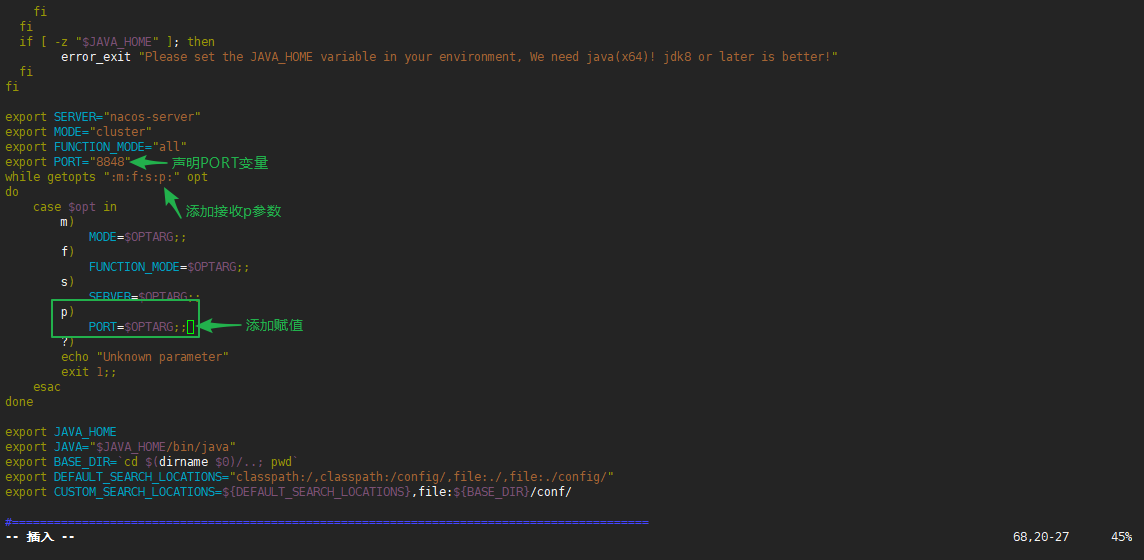 fi
fi
if [ -z "$JAVA_HOME" ]; then
error_exit "Please set the JAVA_HOME variable in your environment, We need java(x64)! jdk8 or later is better!"
fi
fi
export SERVER="nacos-server"
export MODE="cluster"
export FUNCTION_MODE="all"
export PORT="8848" 声明PORT变量
while getopts ":m:f:s:p:" opt
do
添加接收p参数
case $opt in
m)
MODE=$OPTARG;;
f)
FUNCTION_MODE=$OPTARG;;
s)
SERVER=$OPTARG;;
p)
PORT=$OPTARG;; 添加赋值
?)
echo "Unknown parameter"
exit 1;;
esac
done
export JAVA_HOME
export JAVA="$JAVA_HOME/bin/java"
export BASE_DIR=`cd $(dirname $0)/..; pwd`
export DEFAULT_SEARCH_LOCATIONS="classpath:/,classpath:/config/,file:./,file:./config/"
export CUSTOM_SEARCH_LOCATIONS=${DEFAULT_SEARCH_LOCATIONS},file:${BASE_DIR}/conf/
#===========================================================================================
-- 插入 -- 68,20-27 45%